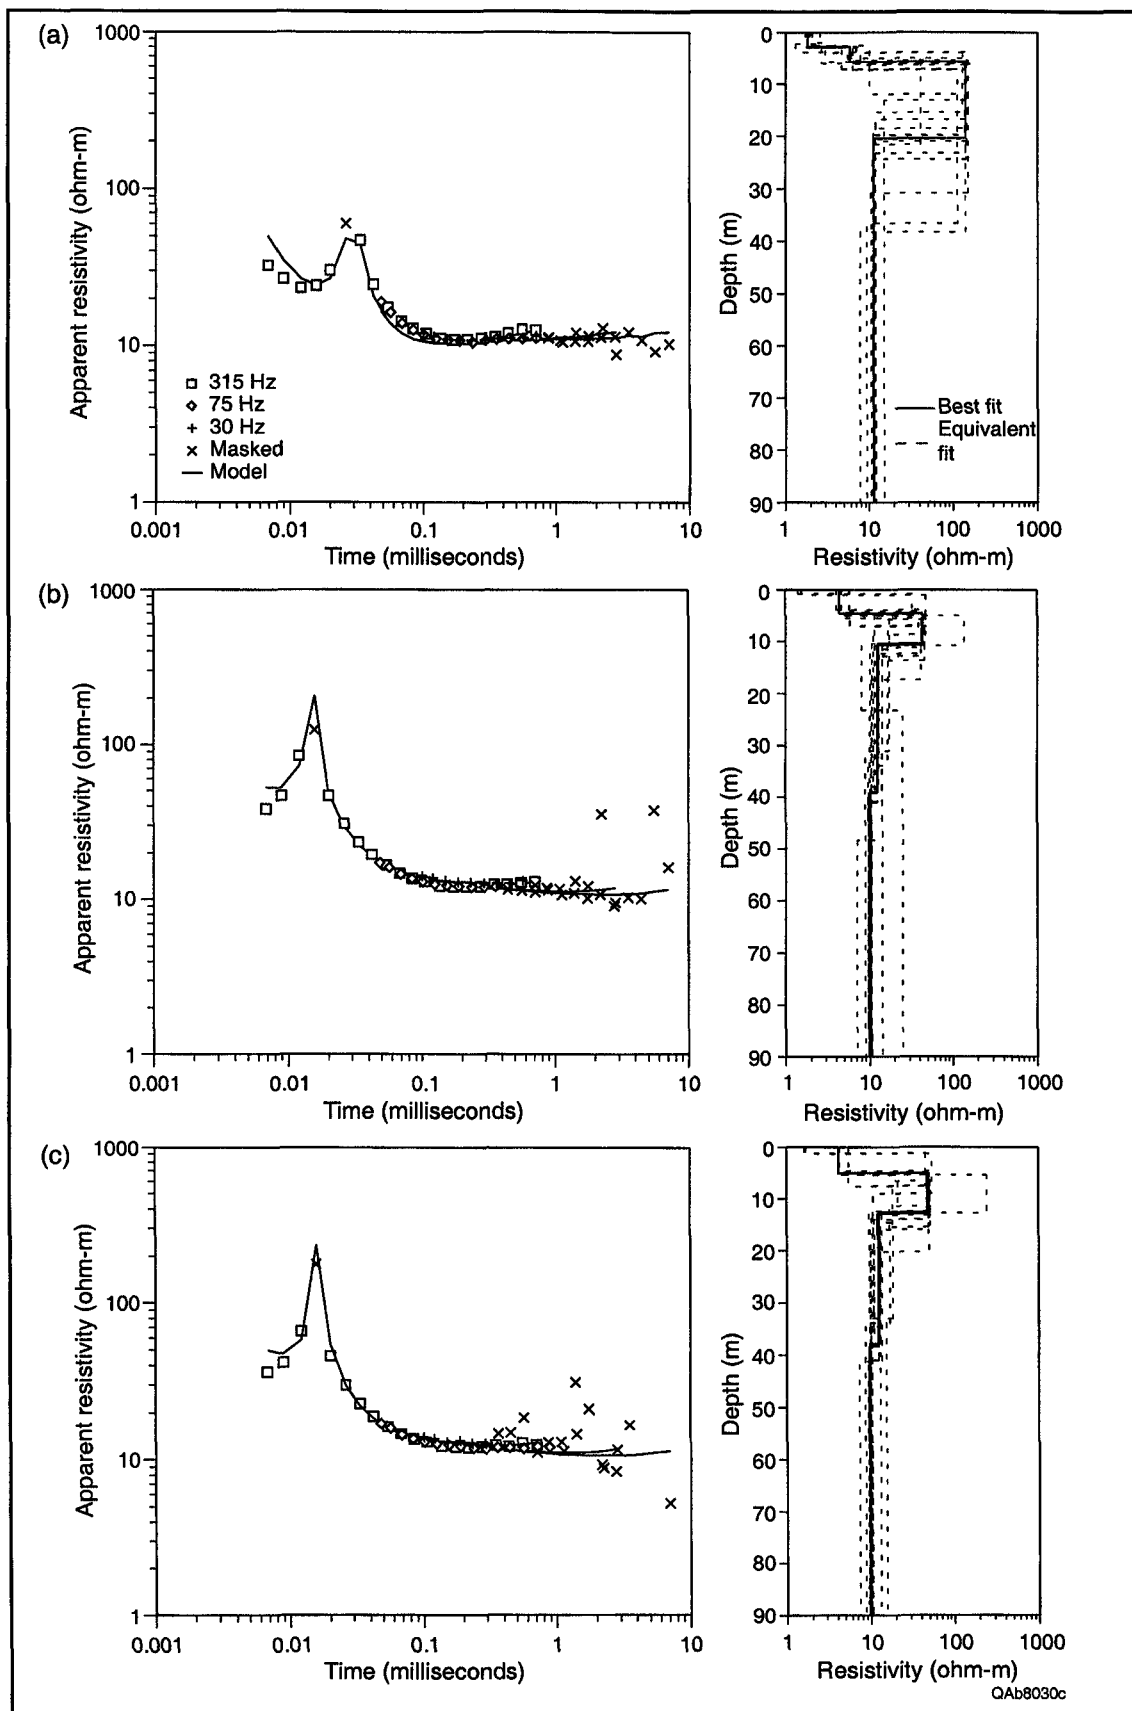 (a)
1000
100
10
1
Apparent resistivity (ohm-m)
315 Hz
75 Hz
30 Hz
Masked
Model
0.001
0.01
0.1
1
10
Time (milliseconds)
0
10
20
30
40
50
60
70
80
90
Depth (m)
Best fit
Equivalent
fit
1
10
100
1000
Resistivity (ohm-m)
(b)
1000
100
10
1
Apparent resistivity (ohm-m)
0.001
0.01
0.1
1
10
Time (milliseconds)
0
10
20
30
40
50
60
70
80
90
Depth (m)
1
10
100
1000
Resistivity (ohm-m)
(c)
1000
100
10
1
Apparent resistivity (ohm-m)
0.001
0.01
0.1
1
10
Time (milliseconds)
0
10
20
30
40
50
60
70
80
90
Depth (m)
1
10
100
1000
Resistivity (ohm-m)
QAb8030c